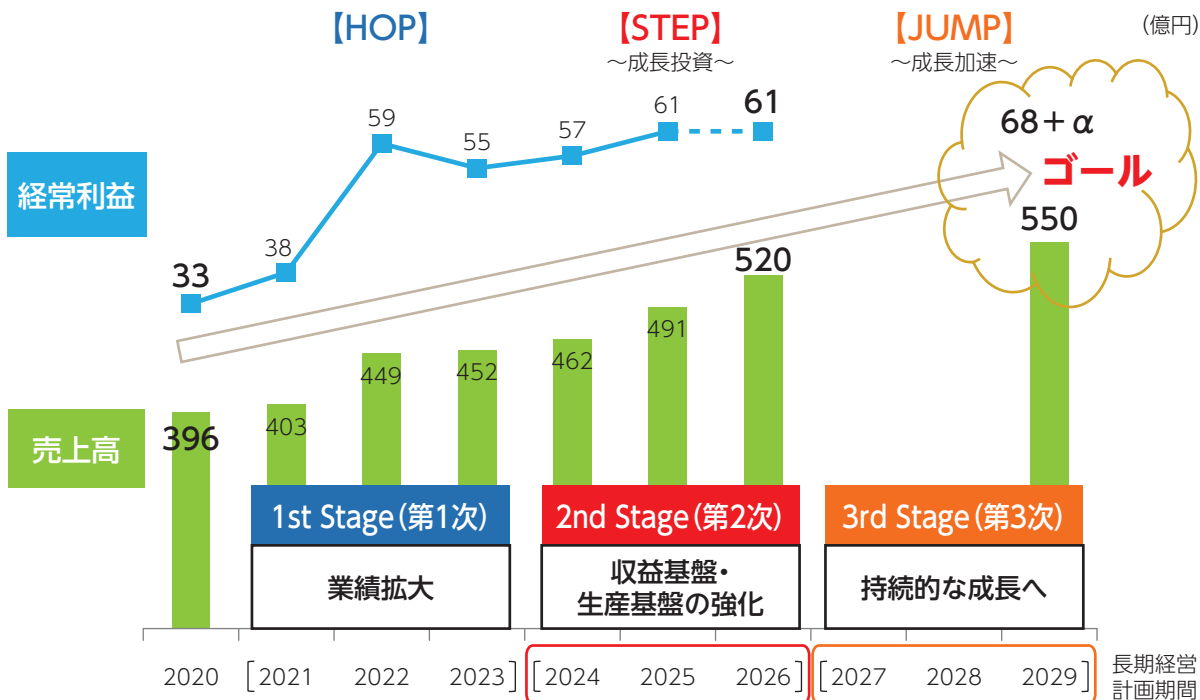 【HOP】
【STEP】
～成長投資～
【JUMP】
～成長加速～
(億円)
経常利益
33
38
59
55
57
61
61
68＋α
ゴール
売上高
396
403
449
452
462
491
520
550
1st Stage（第1次）
業績拡大
2nd Stage（第2次）
収益基盤・
生産基盤の強化
3rd Stage（第3次）
持続的な成長へ
2020 [2021 2022 2023] [2024 2025 2026] [2027 2028 2029]
長期経営
計画期間